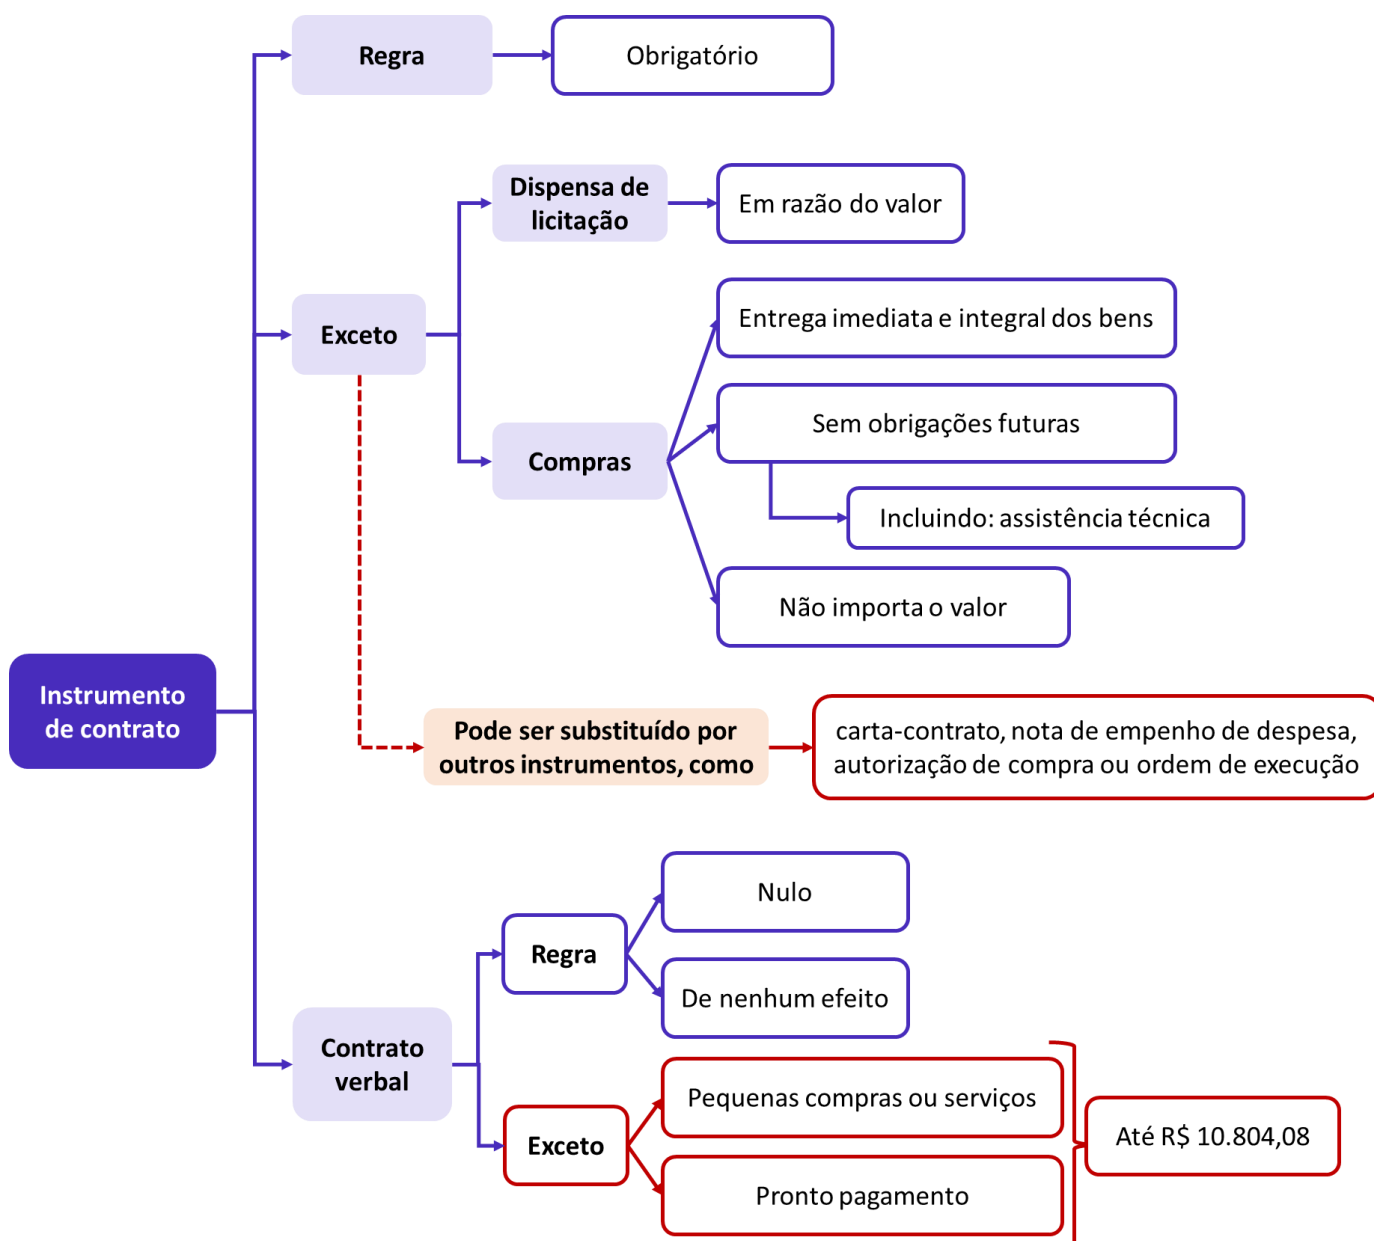 Regra
Obrigatório
Dispensa de
licitação
Em razão do valor
Exceto
Entrega imediata e integral dos bens
Sem obrigações futuras
Compras
Incluindo: assistência técnica
Não importa o valor
Instrumento
de contrato
Pode ser substituído por
outros instrumentos, como
carta-contrato, nota de empenho de despesa,
autorização de compra ou ordem de execução
Contrato
verbal
Regra
Nulo
De nenhum efeito
Exceto
Pequenas compras ou serviços
Pronto pagamento
Até R$ 10.804,08